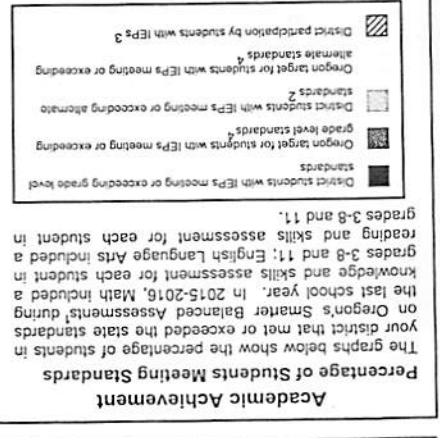 Academic Achievement
Percentage of Students Meeting Standards
The graphs below show the percentage of students in
your district that met or exceeded the state standards
on Oregon's Smarter Balanced Assessments¹ during
the last school year. In 2015-2016, Math included a
knowledge and skills assessment for each student in
grades 3-8 and 11; English Language Arts included a
reading and skills assessment for each student in
grades 3-8 and 11.
District students with IEPs meeting or exceeding grade level
standards
Oregon target for students with IEPs meeting or exceeding
grade level standards 4
District students with IEPs meeting or exceeding alternate
standards 2
Oregon target for students with IEPs meeting or exceeding
alternate standards 4
District participation by students with IEPs 3